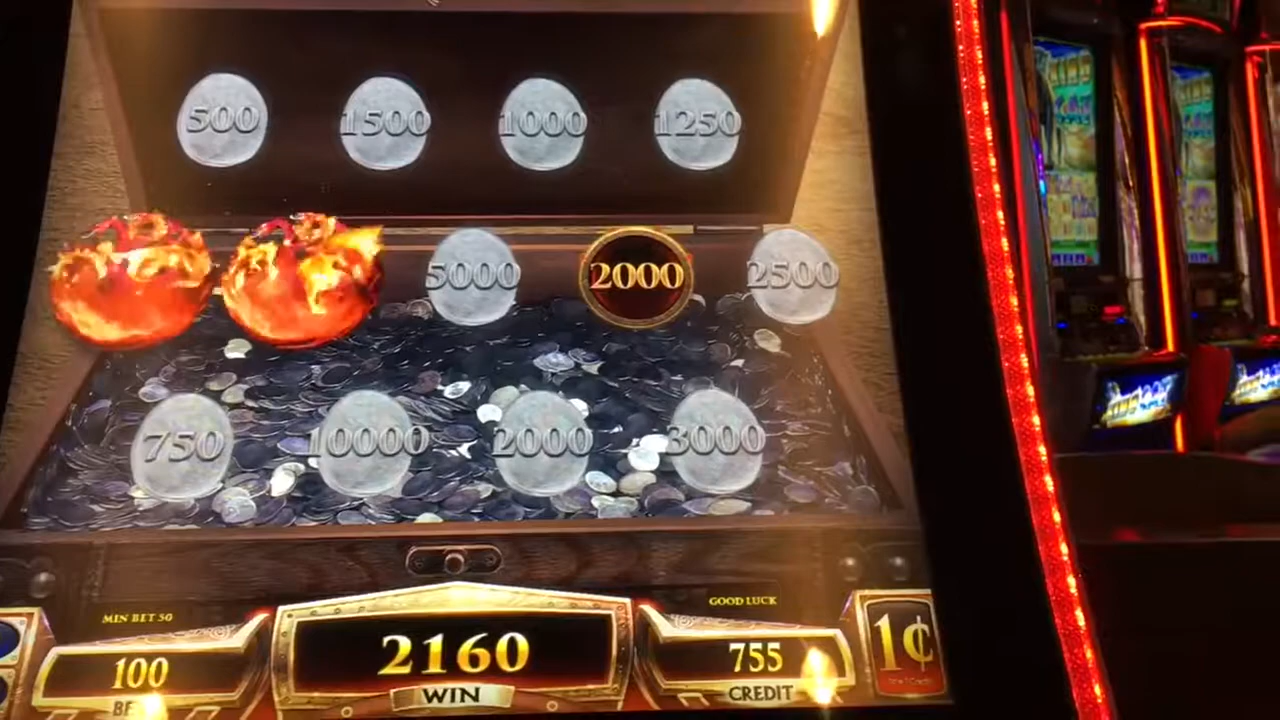 500 1500 1000 1250
5000 2000 2500
750 10000 2000 3000
MIN BET 50
GOOD LUCK
100
2160
755
1¢
WIN
CREDIT